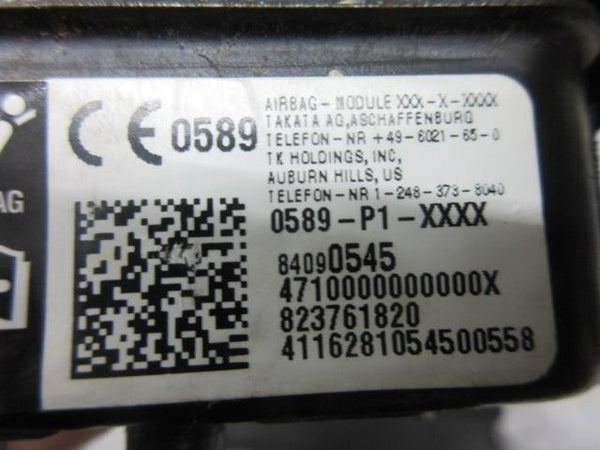 AG
CE 0589
AIRBAG - MODULE XXX-X-XXXX
TAKATA AG,ASCHAFFENBURG
TELEFON-NR +49-6021-65-0
TK HOLDINGS, INC,
AUBURN HILLS, US
TELEFON-NR 1-248-373-8040
0589-P1-XXXX
84090545
4710000000000X
823761820
4116281054500558